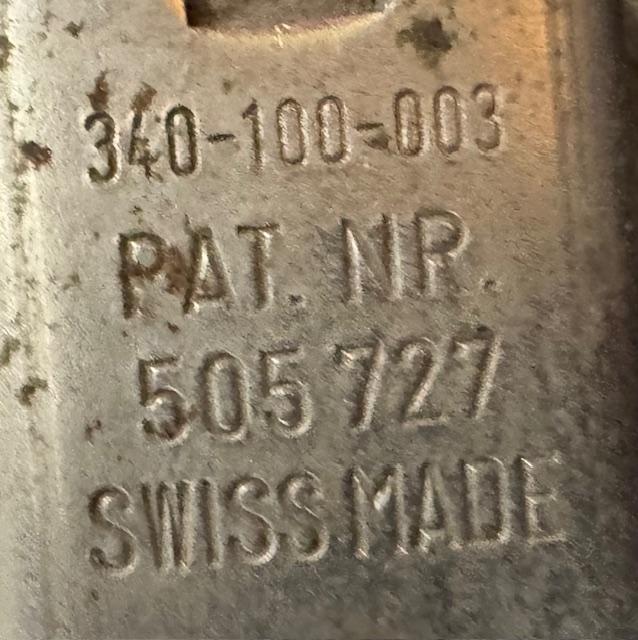 340-100-003
PAT. NR.
505 727
SWISS MADE